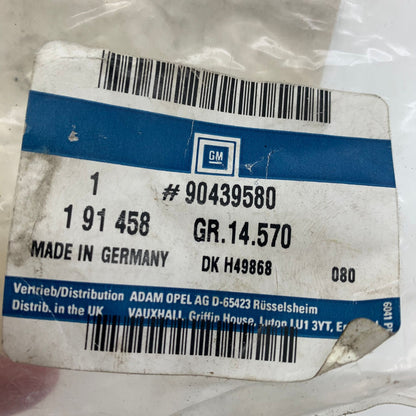 GM
1 # 90439580
1 91 458 GR.14.570
MADE IN GERMANY DK H49868 080
Vertrieb/Distribution ADAM OPEL AG D-65423 Rüsselsheim
Distrib. in the UK VAUXHALL, Griffin House, Luton LU1 3YT,
6041